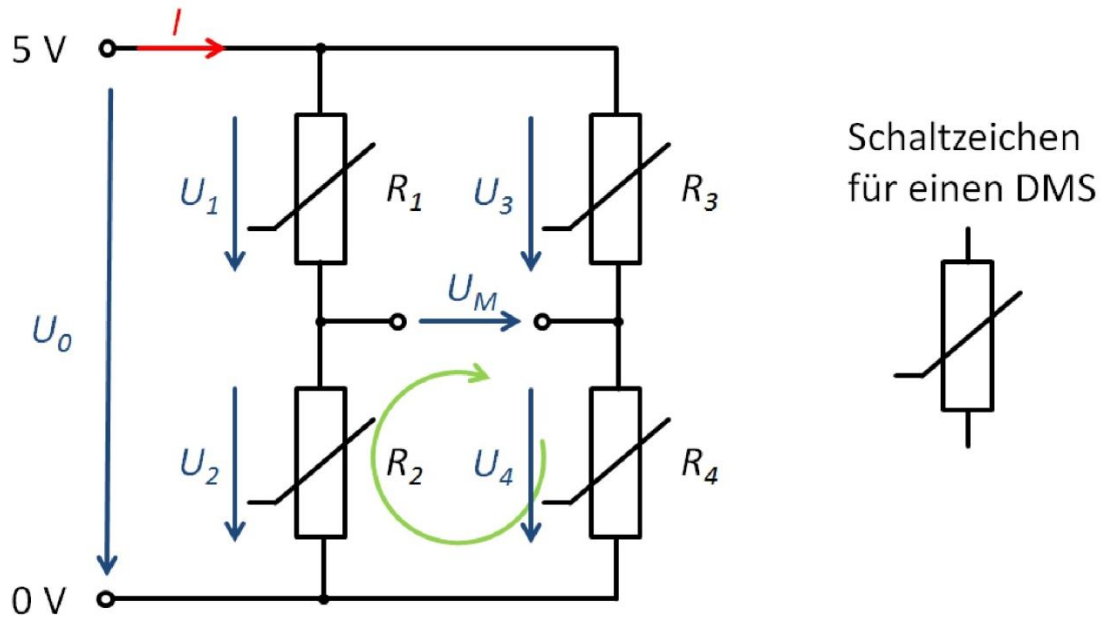 I
5 V
U1
R1
U3
R3
Schaltzeichen
für einen DMS
UM
U0
U2
R2
U4
R4
0 V